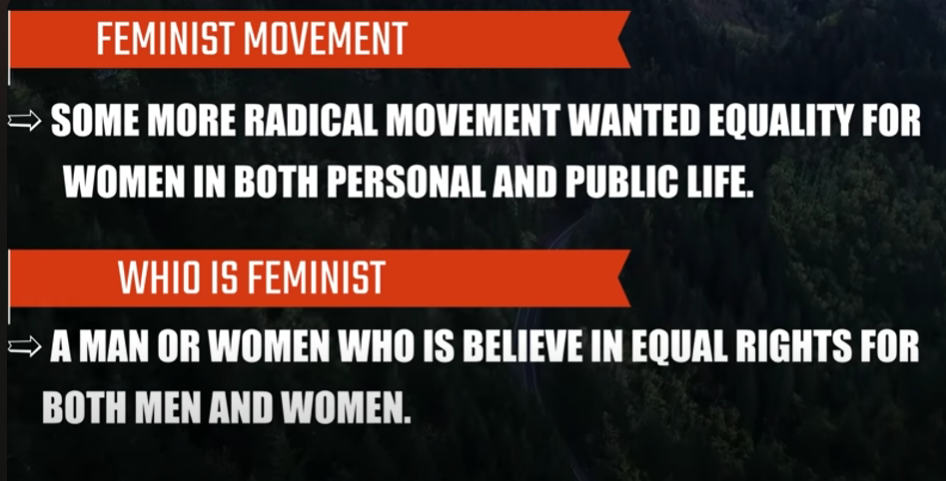 FEMINIST MOVEMENT
⇨ SOME MORE RADICAL MOVEMENT WANTED EQUALITY FOR
WOMEN IN BOTH PERSONAL AND PUBLIC LIFE.
WHIO IS FEMINIST
⇨ A MAN OR WOMEN WHO IS BELIEVE IN EQUAL RIGHTS FOR
BOTH MEN AND WOMEN.